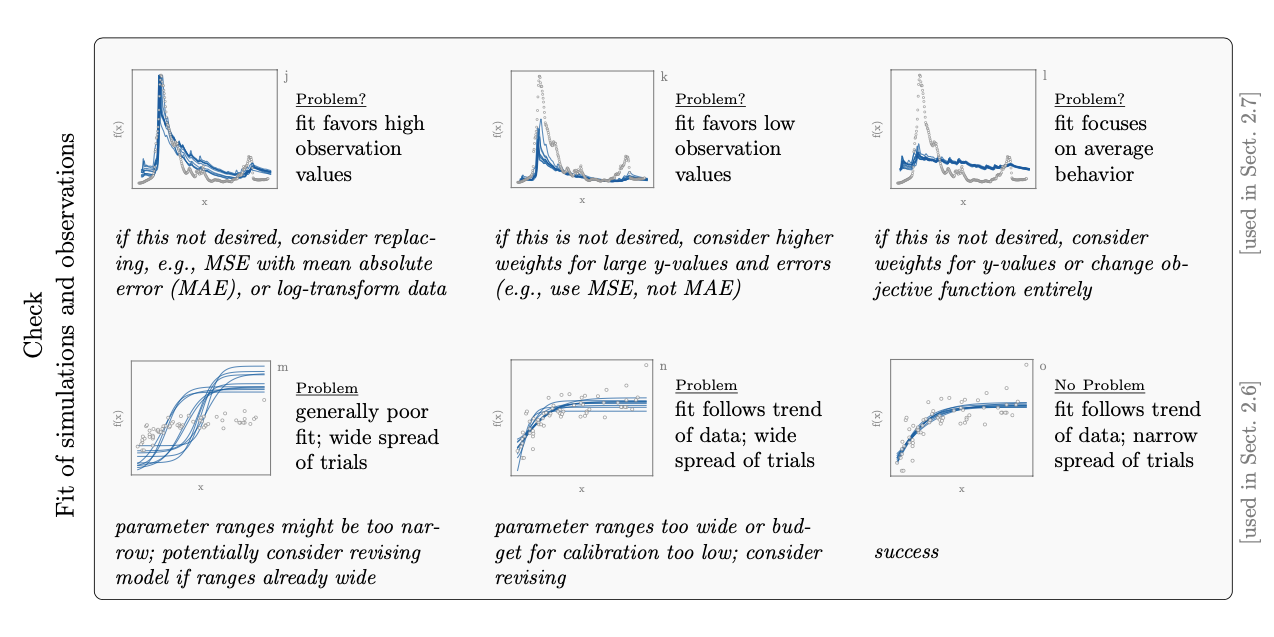 Check
Fit of simulations and observations
j
f(x)
x
Problem?
fit favors high
observation
values
if this not desired, consider replac-
ing, e.g., MSE with mean absolute
error (MAE), or log-transform data
k
f(x)
x
Problem?
fit favors low
observation
values
if this is not desired, consider higher
weights for large y-values and errors
(e.g., use MSE, not MAE)
l
f(x)
x
Problem?
fit focuses
on average
behavior
if this is not desired, consider
weights for y-values or change ob-
jective function entirely
[used in Sect. 2.7]
m
f(x)
x
Problem
generally poor
fit; wide spread
of trials
parameter ranges might be too nar-
row; potentially consider revising
model if ranges already wide
n
f(x)
x
Problem
fit follows trend
of data; wide
spread of trials
parameter ranges too wide or bud-
get for calibration too low; consider
revising
o
f(x)
x
No Problem
fit follows trend
of data; narrow
spread of trials
success
[used in Sect. 2.6]